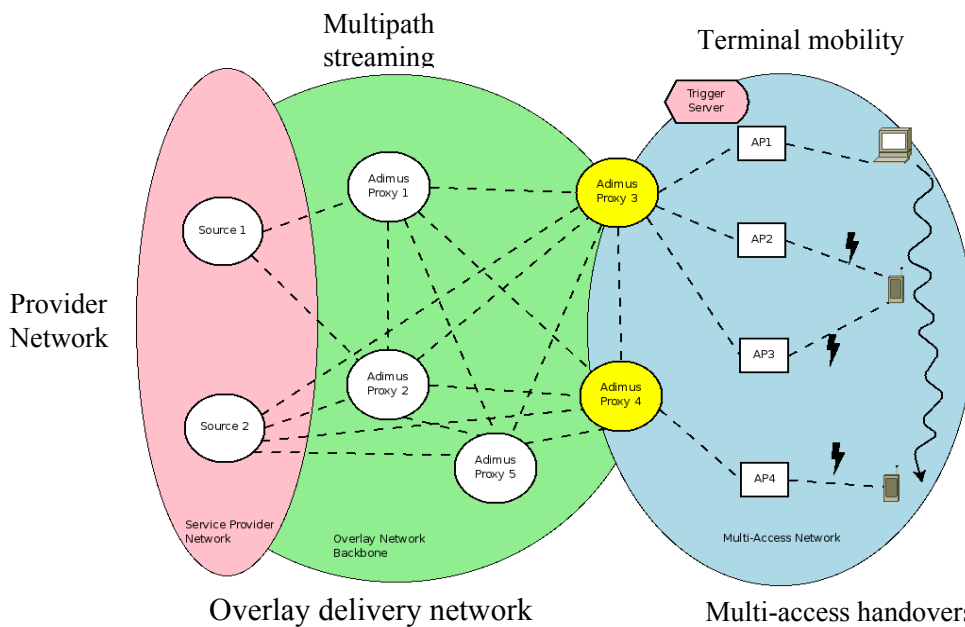 Multipath
streaming
Terminal mobility
Trigger
Server
AP1
Adimus
Proxy 1
Adimus
Proxy 3
Source 1
AP2
Provider
Network
AP3
Adimus
Proxy 2
Adimus
Proxy 4
Source 2
Adimus
Proxy 5
AP4
Service Provider
Network
Overlay Network
Backbone
Multi-Access Network
Overlay delivery network
Multi-access handovers